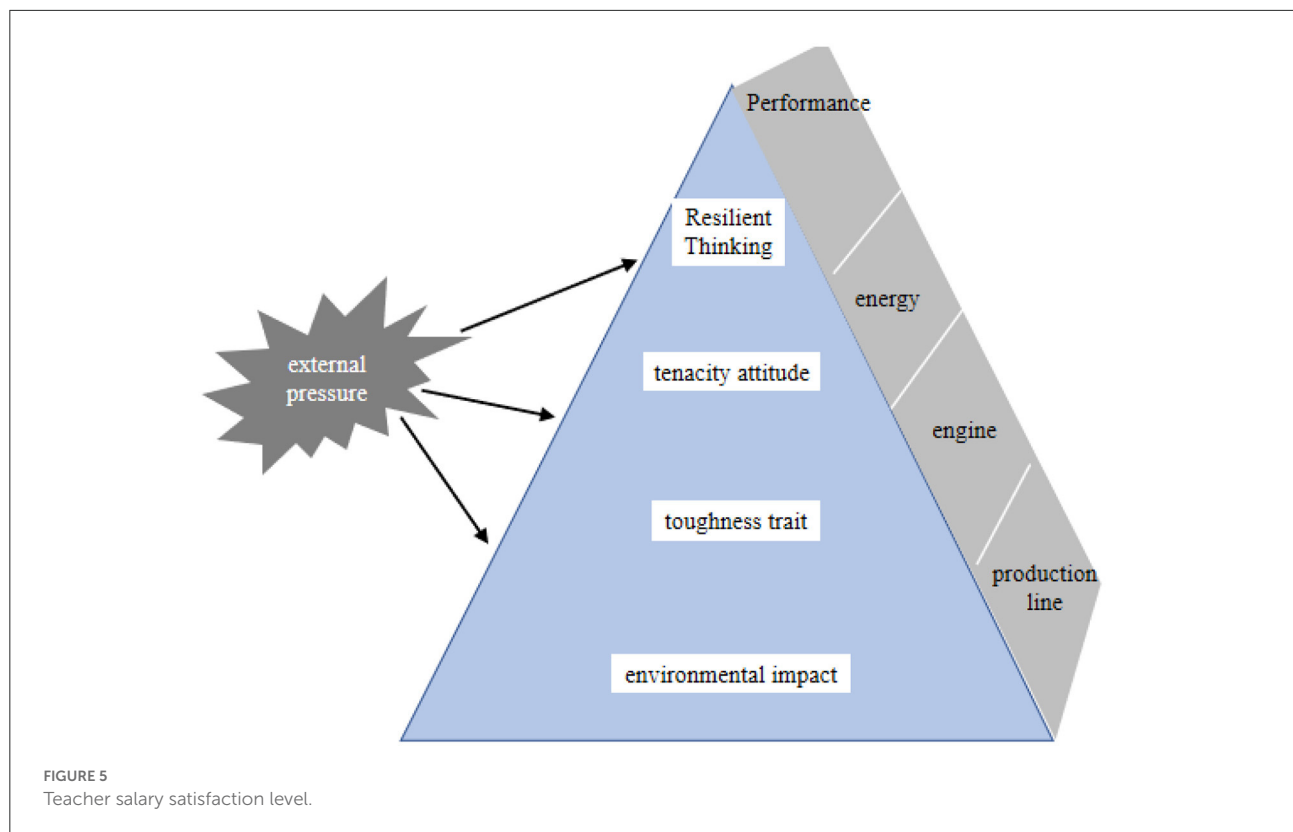 Performance
Resilient
Thinking
energy
external
pressure
tenacity attitude
engine
toughness trait
production
line
environmental impact
FIGURE 5
Teacher salary satisfaction level.